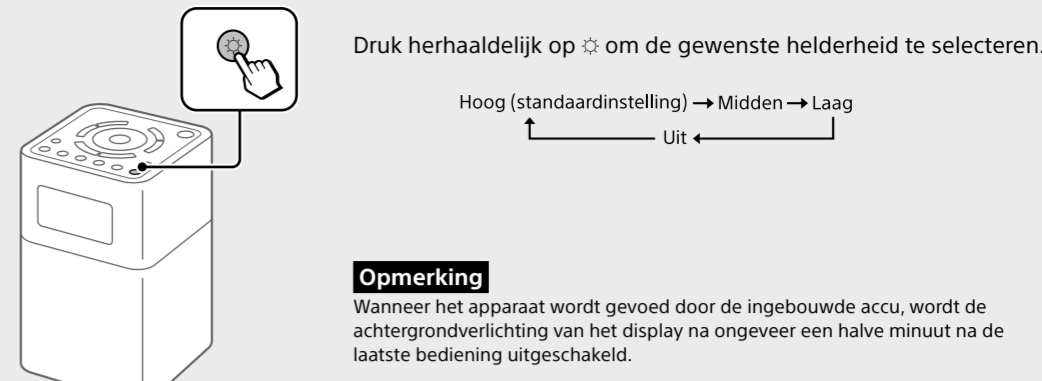 Druk herhaaldelijk op ☼ om de gewenste helderheid te selecteren.
Hoog (standaardinstelling) → Midden → Laag
Uit
Opmerking
Wanneer het apparaat wordt gevoed door de ingebouwde accu, wordt de
achtergrondverlichting van het display na ongeveer een halve minuut na de
laatste bediening uitgeschakeld.